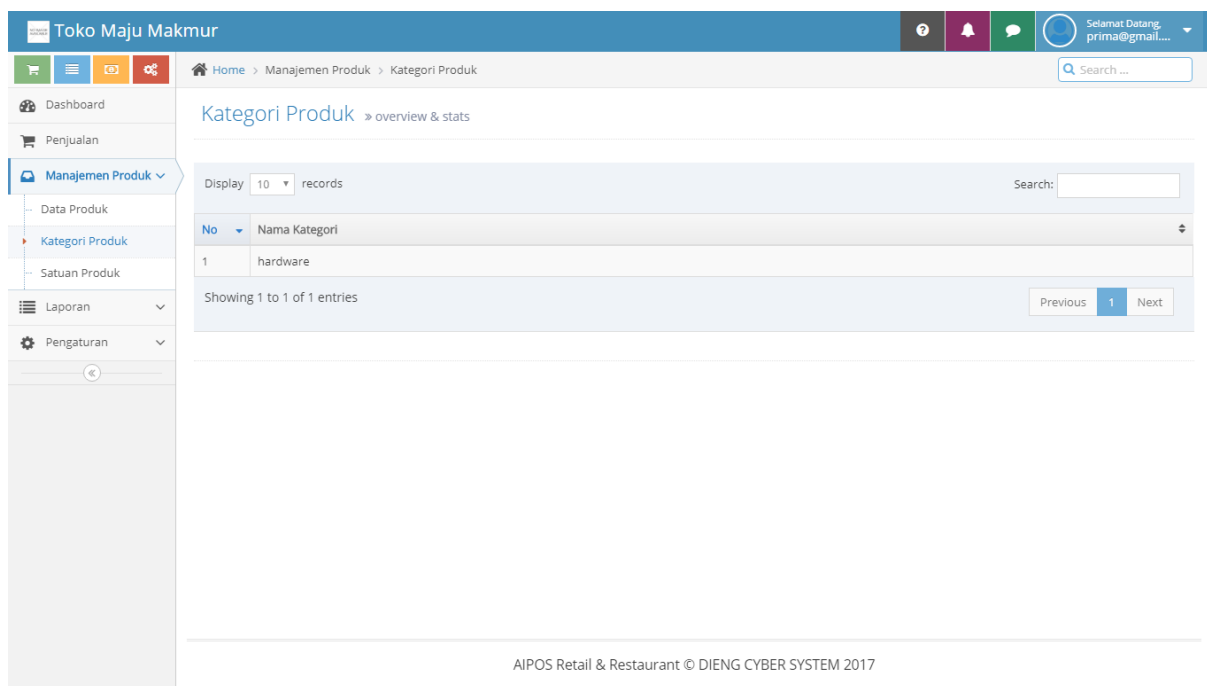 Toko Maju Makmur
Selamat Datang,
prima@gmail....
Home > Manajemen Produk > Kategori Produk
Search ...
Dashboard
Penjualan
Manajemen Produk
Data Produk
Kategori Produk
Satuan Produk
Laporan
Pengaturan
Kategori Produk » overview & stats
Display 10 records
Search:
No Nama Kategori
1 hardware
Showing 1 to 1 of 1 entries
Previous 1 Next
AIPOS Retail & Restaurant © DIENG CYBER SYSTEM 2017